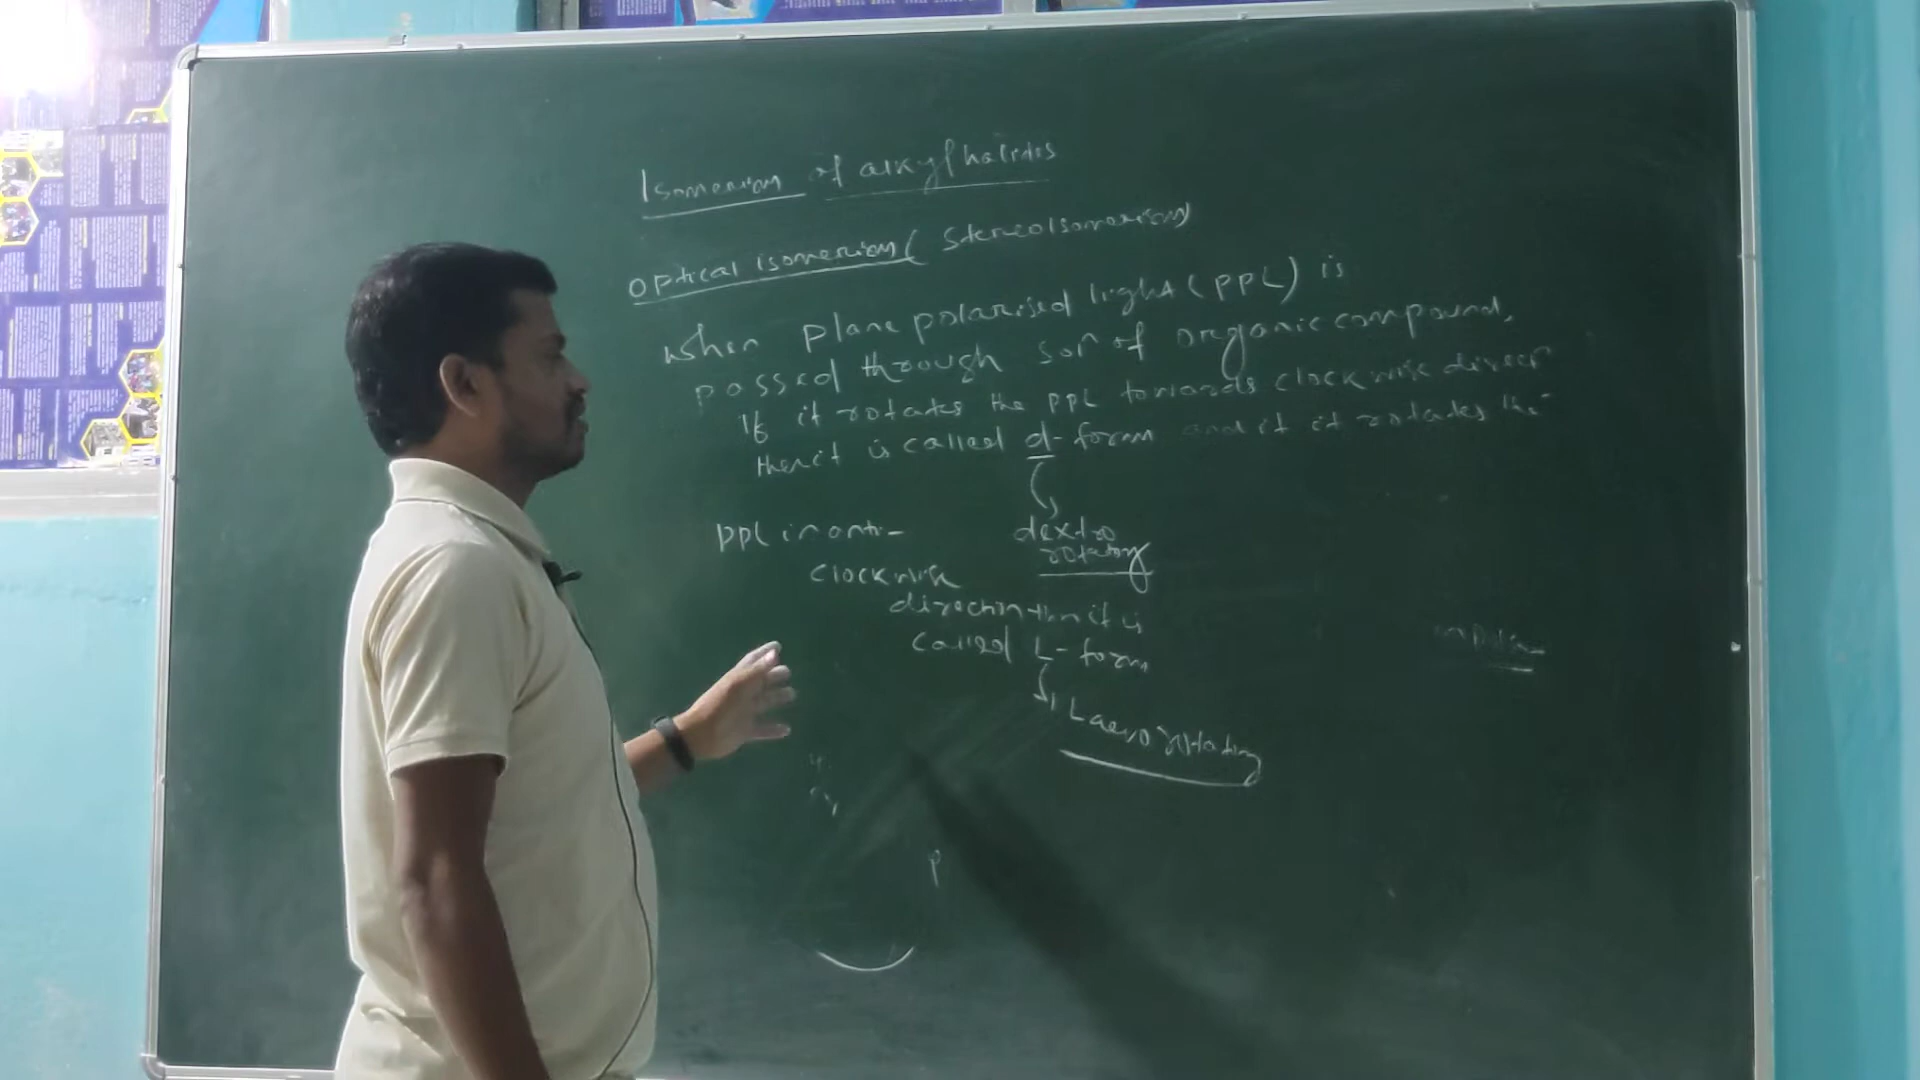 Isomerism of alkylhalides
Optical isomerism ( Stereoisomerism)
When plane polarised light (PPL) is
passed through sol^n of organic compound.
If it rotates the PPL towards clockwise direct^n
then it is called d-form and if it rotates the
dextro
rotatory
PPL in anti-
clockwise
direction then it is
called L-form
Laevo rotatory
P